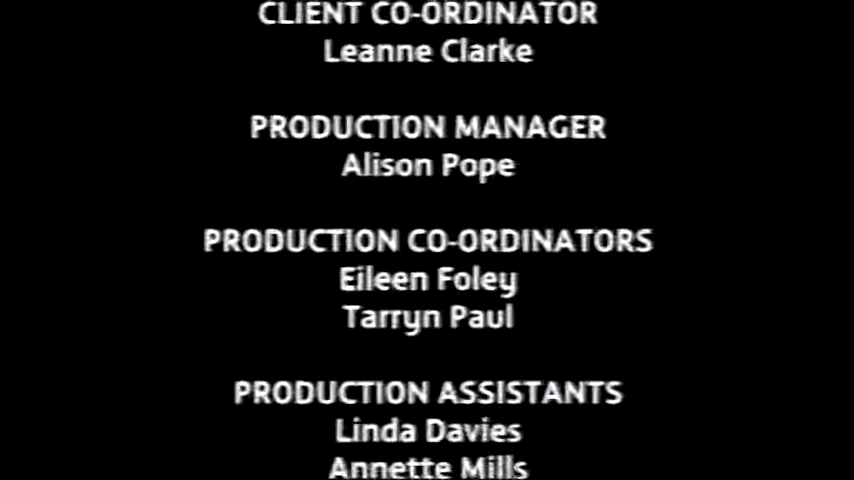 CLIENT CO-ORDINATOR
Leanne Clarke
PRODUCTION MANAGER
Alison Pope
PRODUCTION CO-ORDINATORS
Eileen Foley
Tarryn Paul
PRODUCTION ASSISTANTS
Linda Davies
Annette Mills